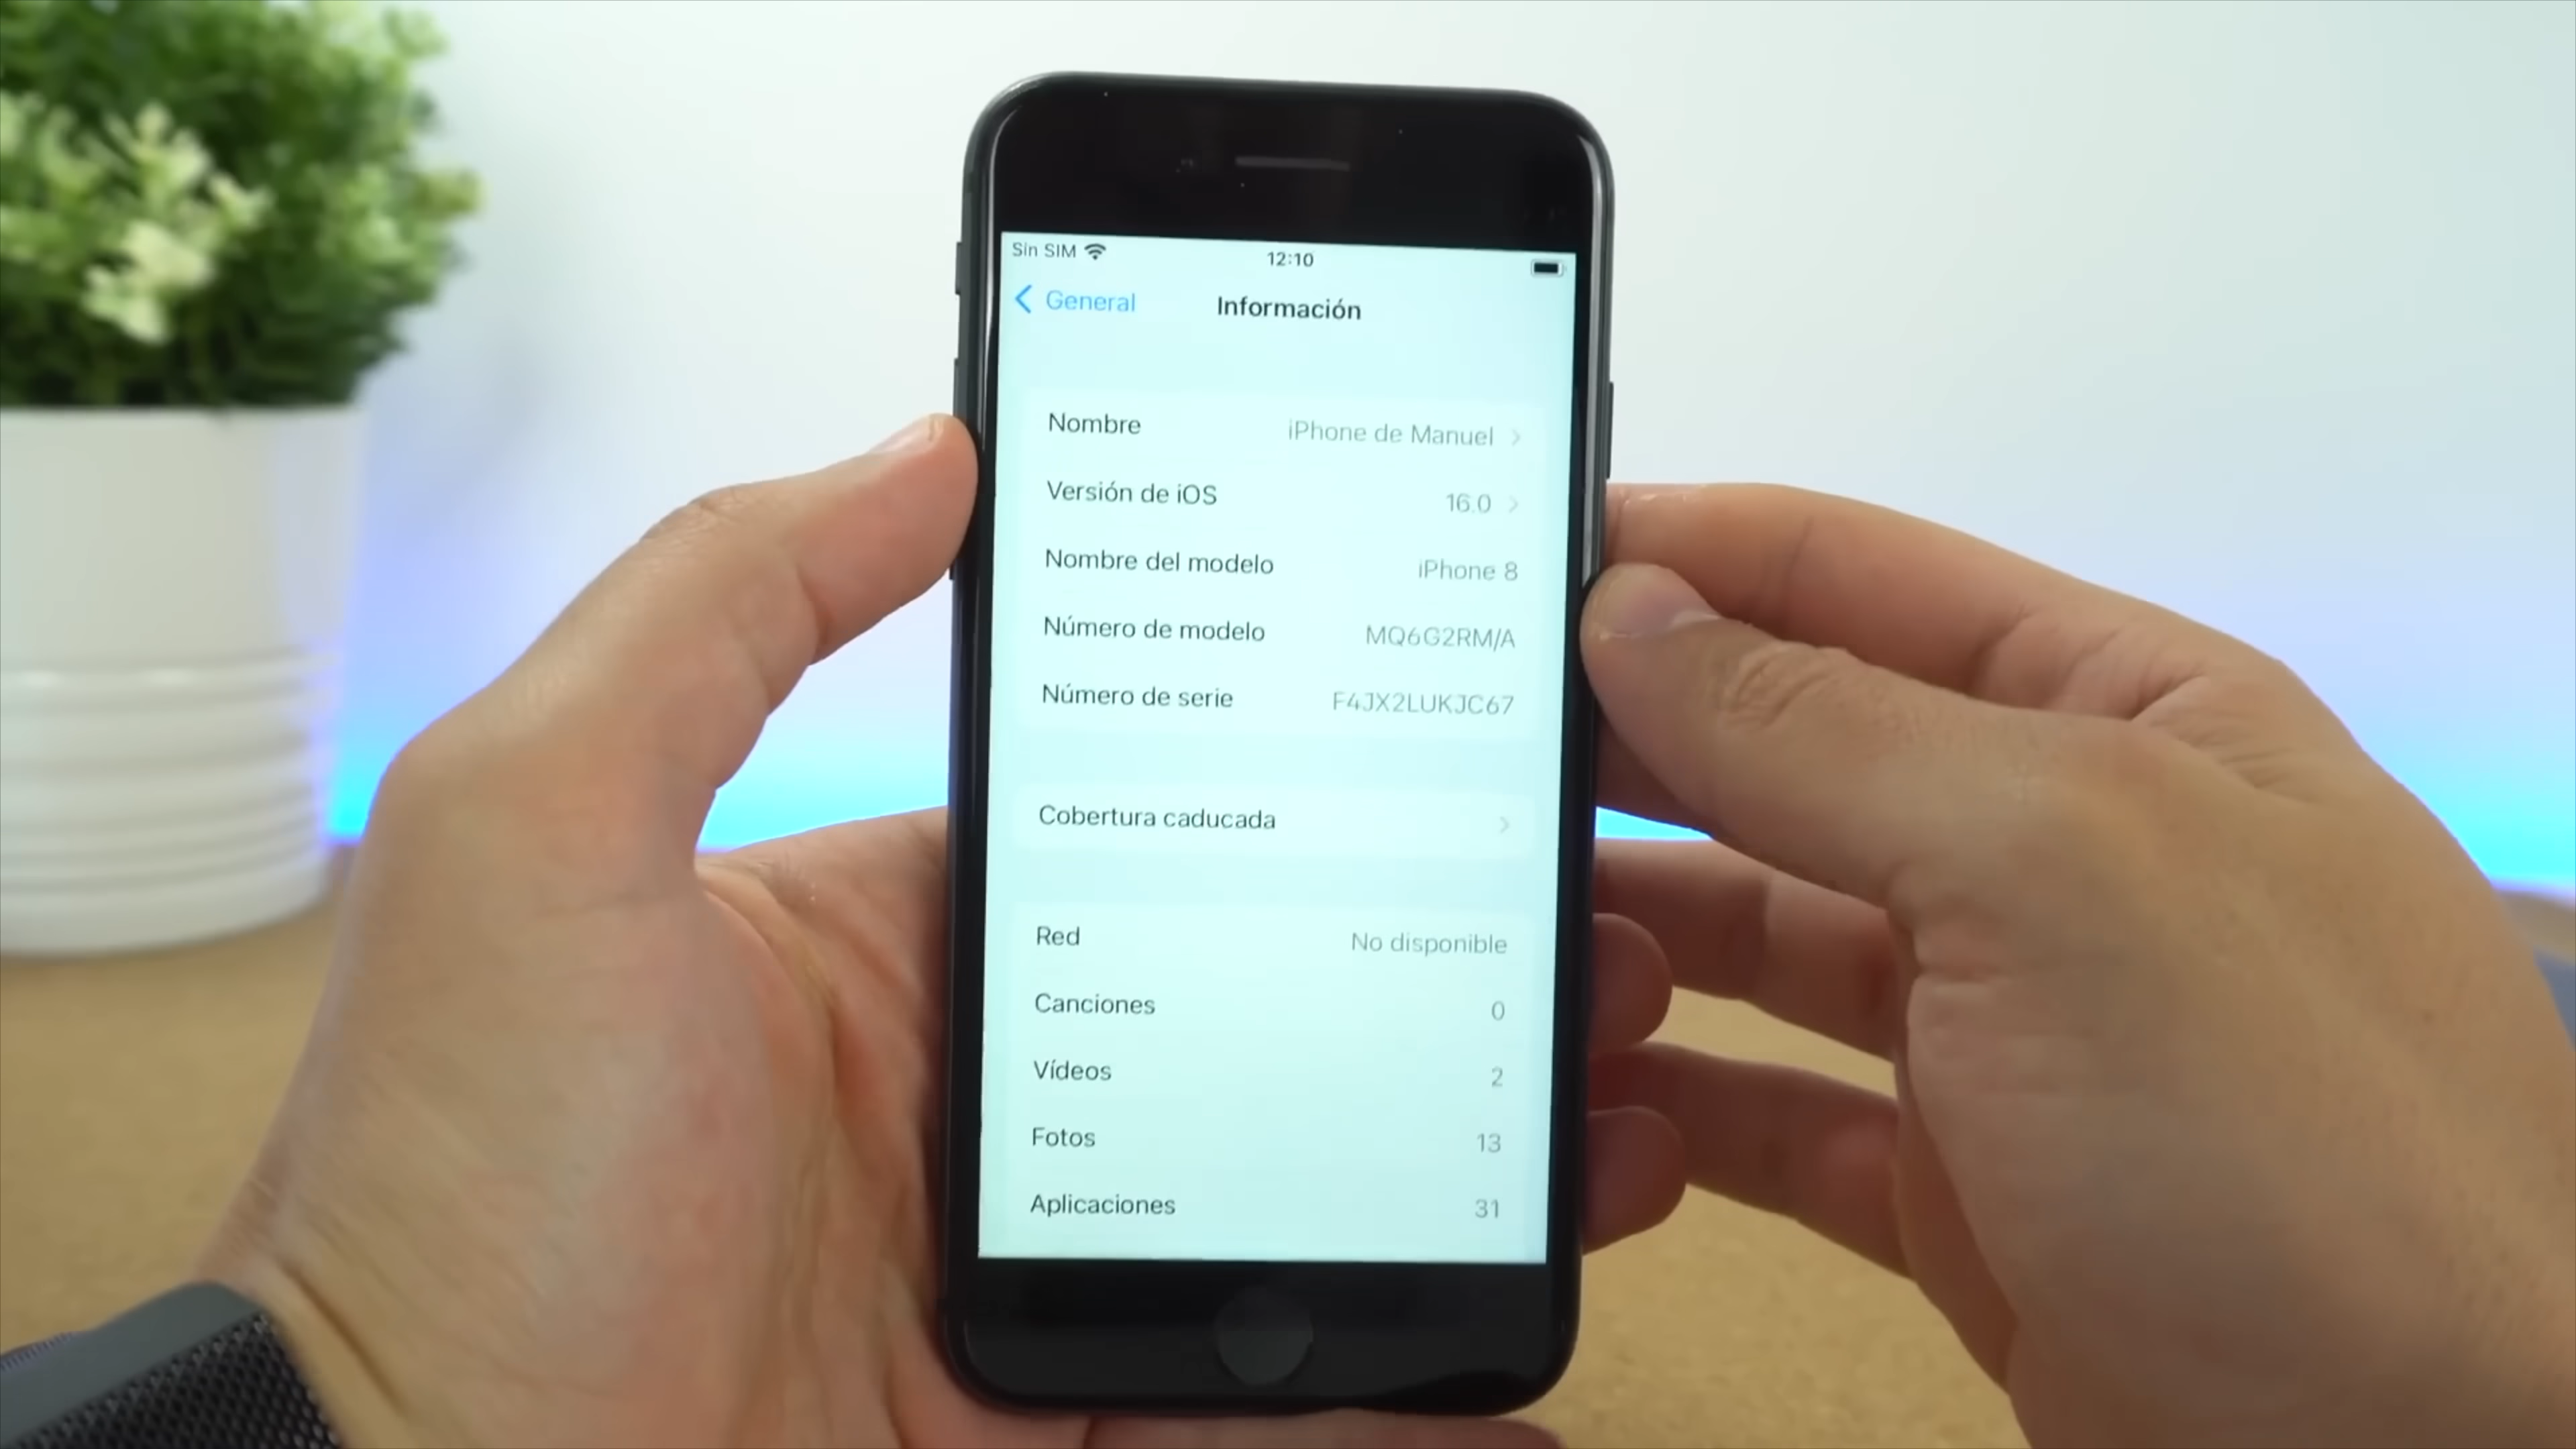 Sin SIM
12:10
General
Información
Nombre iPhone de Manuel
Versión de iOS 16.0
Nombre del modelo iPhone 8
Número de modelo MQ6G2RM/A
Número de serie F4JX2LUKJC67
Cobertura caducada
Red No disponible
Canciones 0
Vídeos 2
Fotos 13
Aplicaciones 31